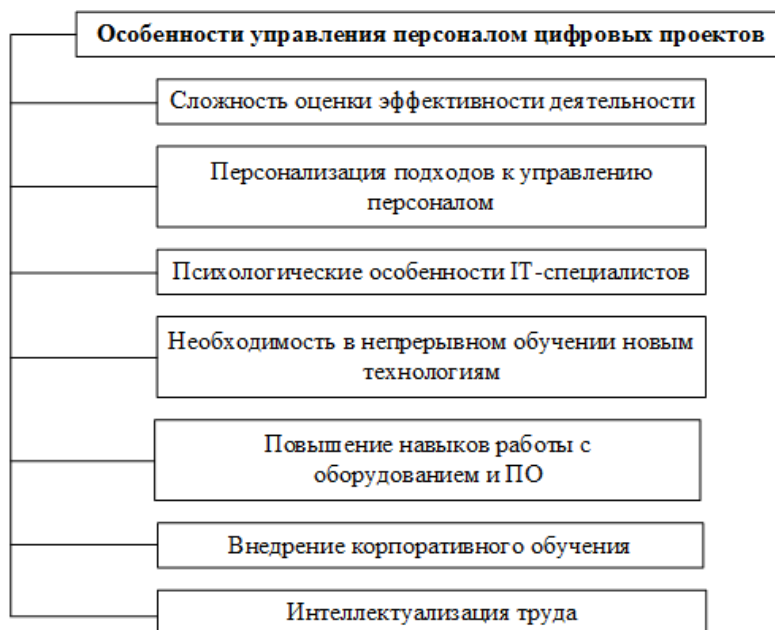 Особенности управления персоналом цифровых проектов
Сложность оценки эффективности деятельности
Персонализация подходов к управлению
персоналом
Психологические особенности IT-специалистов
Необходимость в непрерывном обучении новым
технологиям
Повышение навыков работы с
оборудованием и ПО
Внедрение корпоративного обучения
Интеллектуализация труда